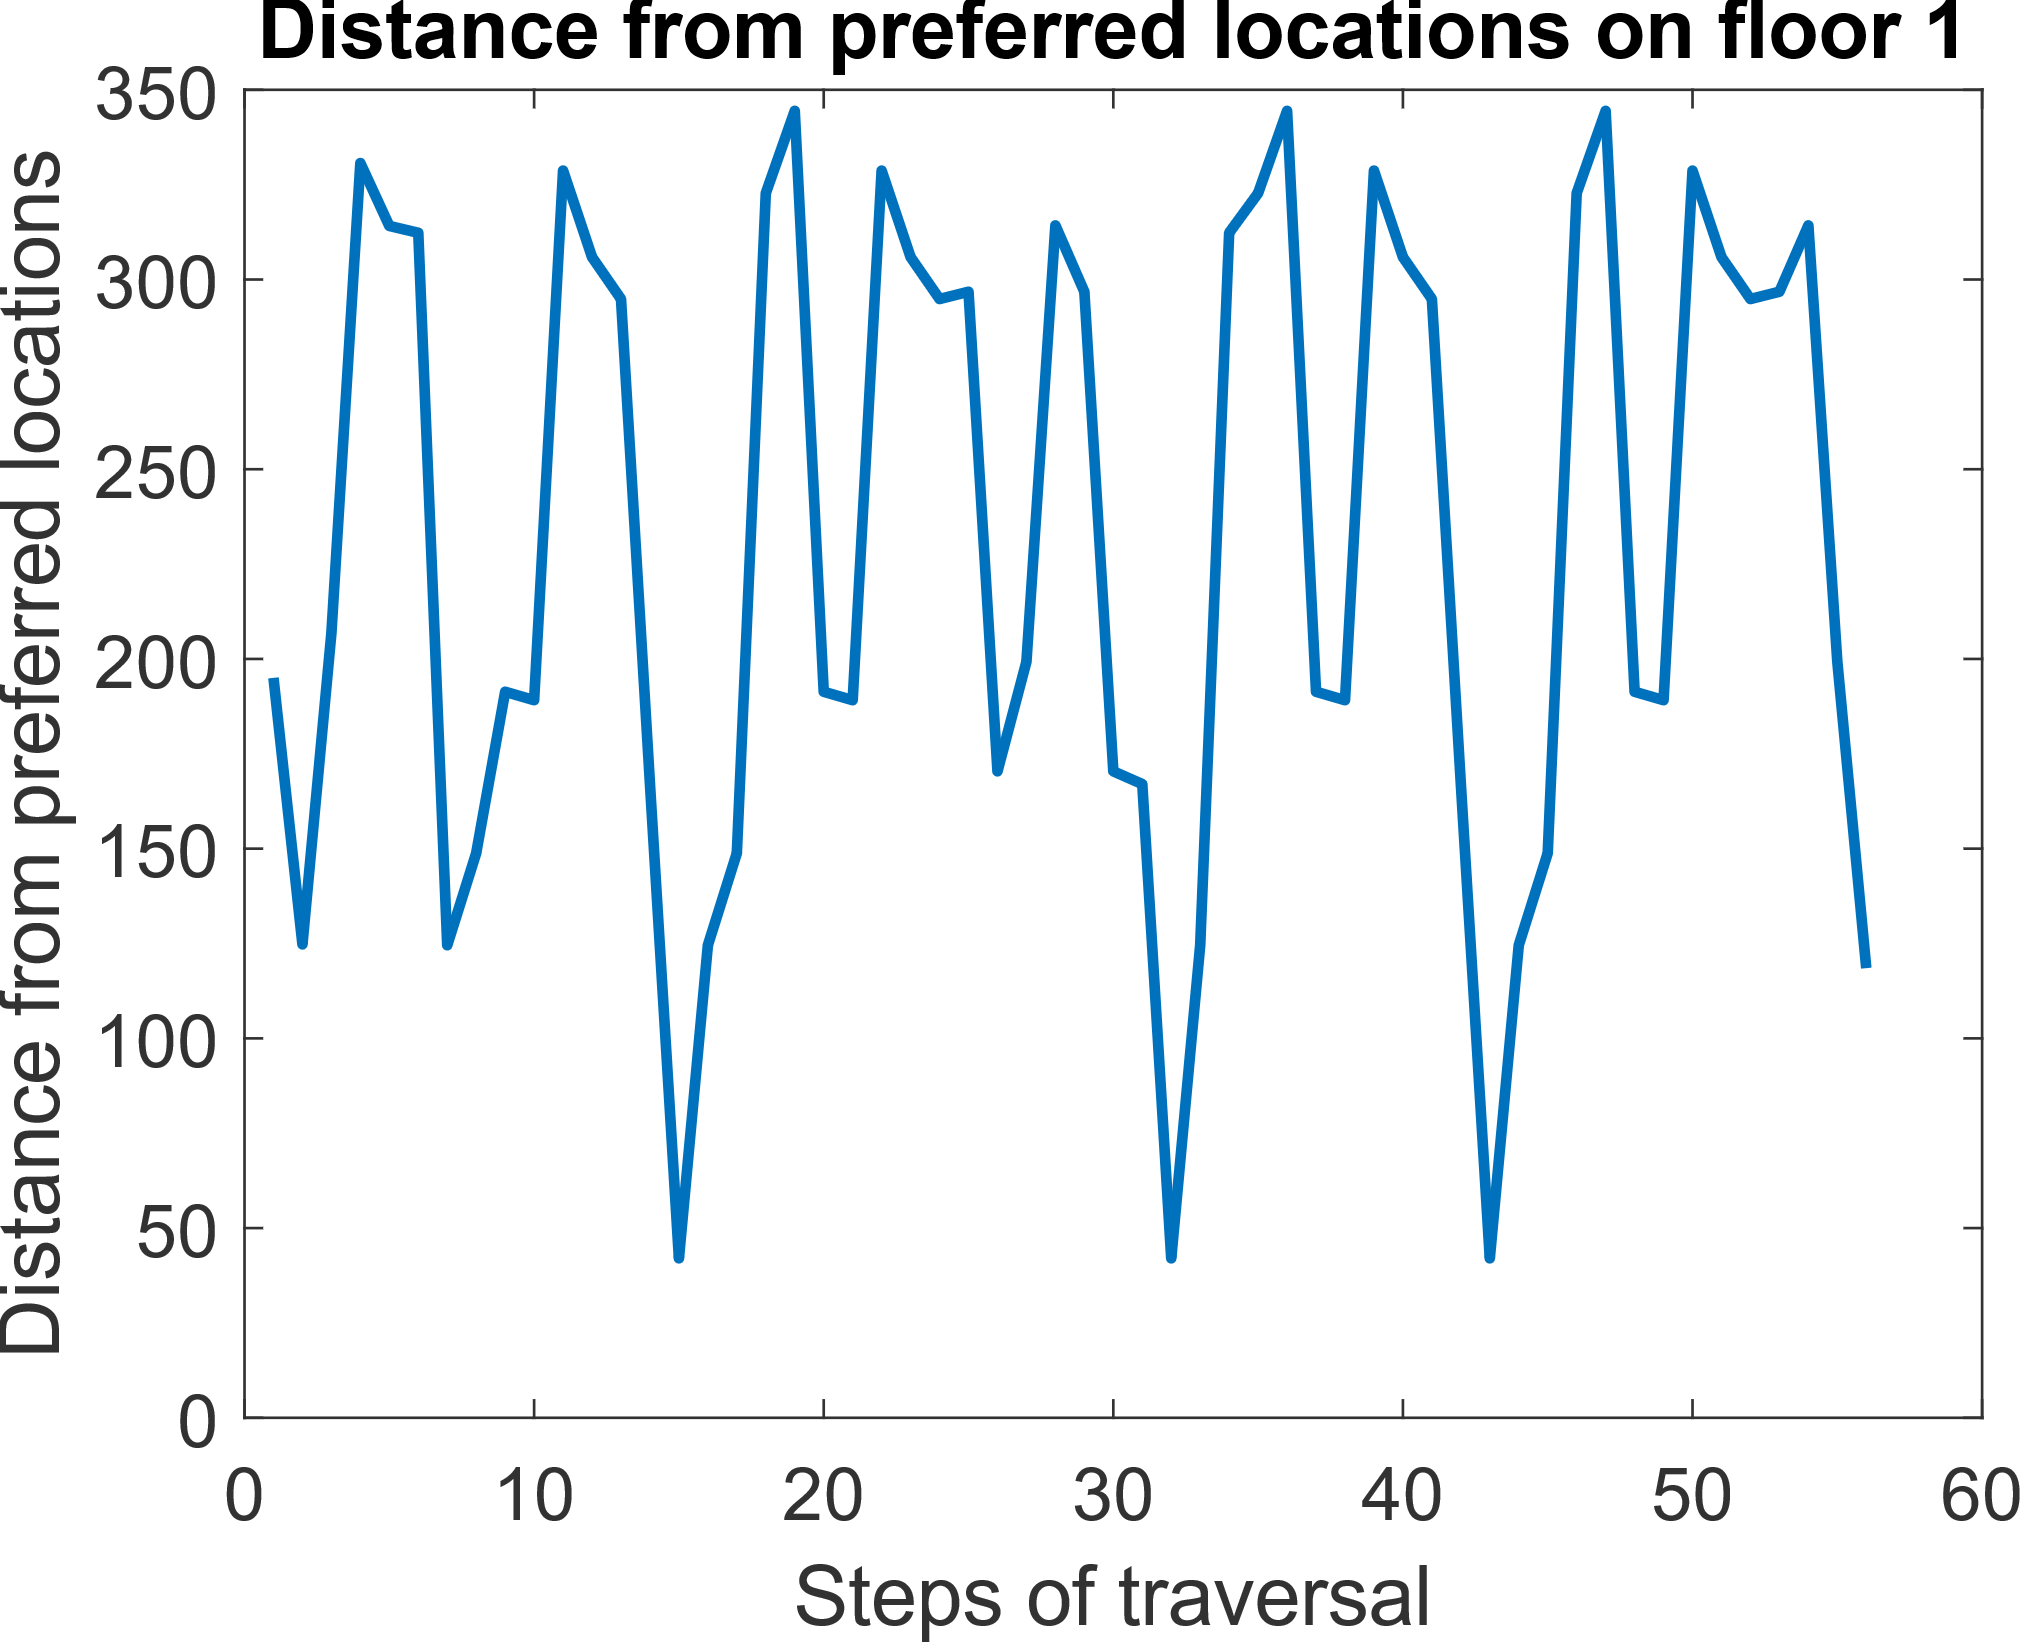 Distance from preferred locations on floor 1
Distance from preferred locations
350
300
250
200
150
100
50
0
0 10 20 30 40 50 60
Steps of traversal